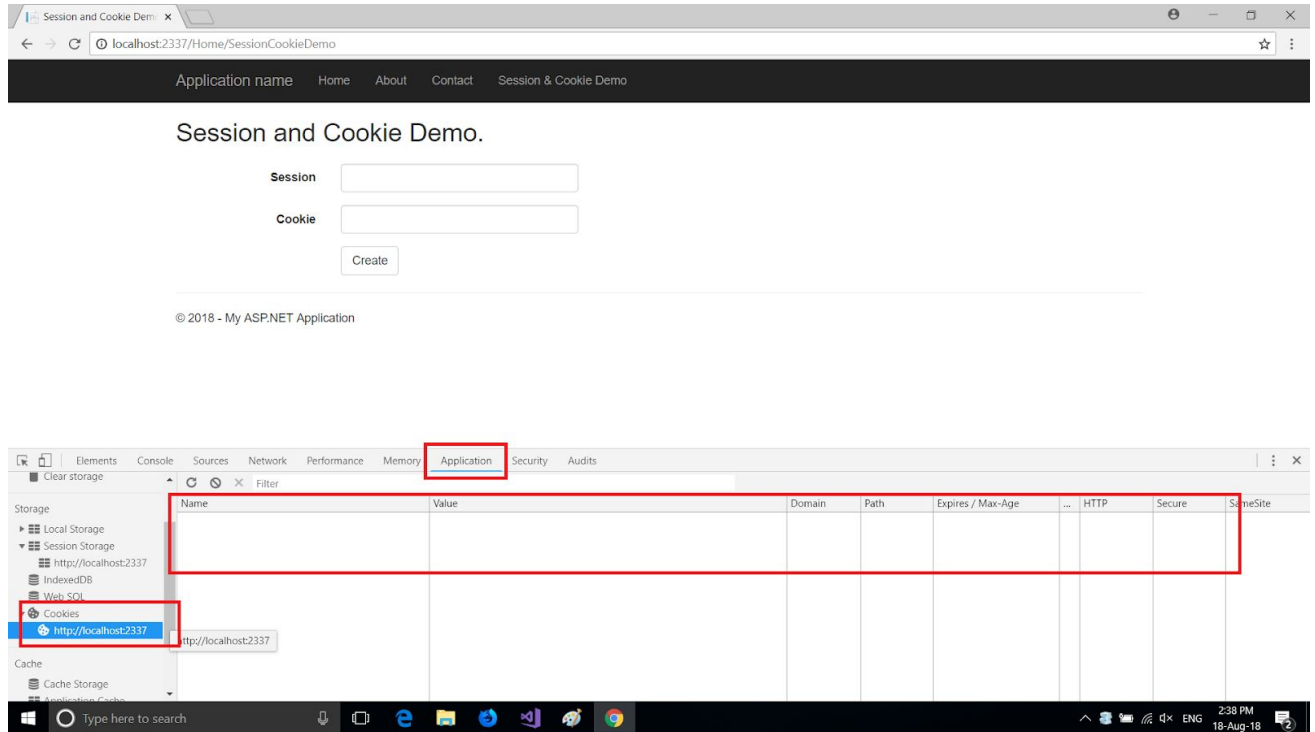 Session and Cookie Dem
localhost:2337/Home/SessionCookieDemo
Application name Home About Contact Session & Cookie Demo
Session and Cookie Demo.
Session
Cookie
Create
© 2018 - My ASP.NET Application
Elements Console Sources Network Performance Memory Application Security Audits
Clear storage
Filter
Name Value Domain Path Expires / Max-Age ... HTTP Secure SameSite
Storage
Local Storage
Session Storage
http://localhost:2337
IndexedDB
Web SQL
Cookies
http://localhost:2337
http://localhost:2337
Cache
Cache Storage
Application Cache
Type here to search
ENG
2:38 PM
18-Aug-18
2